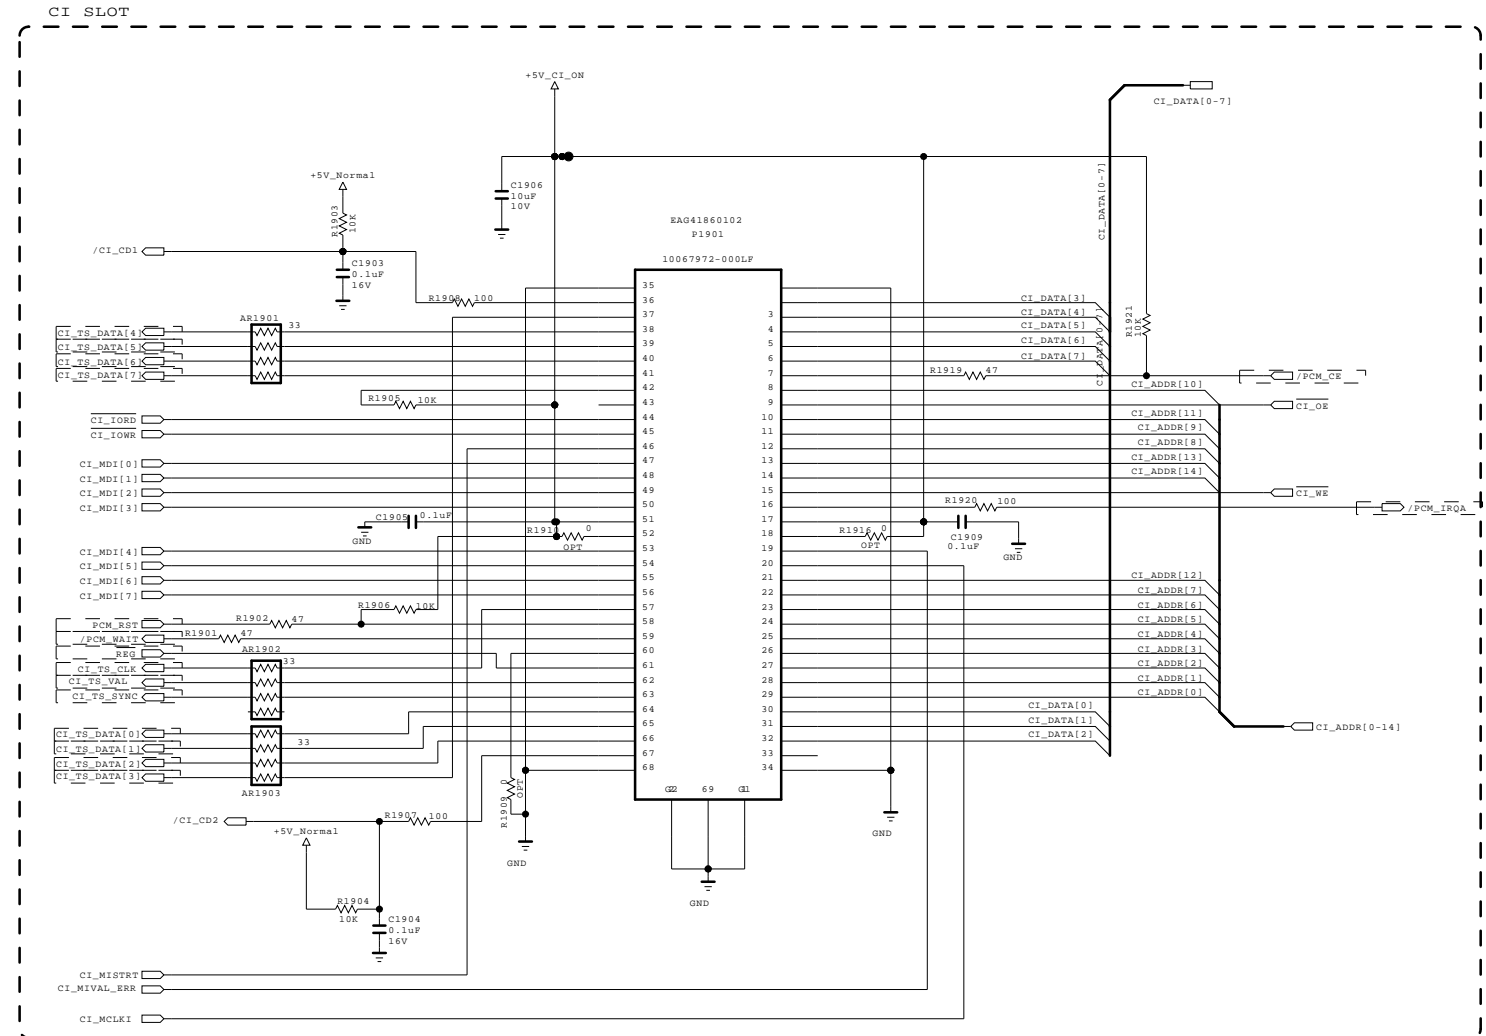 CI SLOT
+5V_CI_ON
CI_DATA[0-7]
+5V_Normal
C1906
10uF
10V
CI_DATA[0-7]
R1903
10K
EAG41860102
P1901
10067972-000LF
/CI_CD1
C1903
0.1uF
16V
R1908 100
AR1901
33
CI_TS_DATA[4]
CI_TS_DATA[5]
CI_TS_DATA[6]
CI_TS_DATA[7]
R1905 10K
CI_IORD
CI_IOWR
CI_MDI[0]
CI_MDI[1]
CI_MDI[2]
CI_MDI[3]
C1905 0.1uF
GND
R1910 0
OPT
CI_MDI[4]
CI_MDI[5]
CI_MDI[6]
CI_MDI[7]
R1906 10K
PCM_RST
R1902 47
/PCM_WAIT
R1901 47
REG
AR1902
33
CI_TS_CLK
CI_TS_VAL
CI_TS_SYNC
CI_TS_DATA[0]
CI_TS_DATA[1]
CI_TS_DATA[2]
CI_TS_DATA[3]
33
AR1903
35
36
37
38
39
40
41
42
43
44
45
46
47
48
49
50
51
52
53
54
55
56
57
58
59
60
61
62
63
64
65
66
67
68
3
4
5
6
7
8
9
10
11
12
13
14
15
16
17
18
19
20
21
22
23
24
25
26
27
28
29
30
31
32
33
34
G2 69 G1
GND
CI_DATA[3]
CI_DATA[4]
CI_DATA[5]
CI_DATA[6]
CI_DATA[7]
CI_DATA[0-7]
R1921
10K
R1919 47
/PCM_CE
CI_ADDR[10]
CI_OE
CI_ADDR[11]
CI_ADDR[9]
CI_ADDR[8]
CI_ADDR[13]
CI_ADDR[14]
CI_WE
R1920 100
/PCM_IRQA
R1916 0
OPT
C1909
0.1uF
GND
CI_ADDR[12]
CI_ADDR[7]
CI_ADDR[6]
CI_ADDR[5]
CI_ADDR[4]
CI_ADDR[3]
CI_ADDR[2]
CI_ADDR[1]
CI_ADDR[0]
CI_DATA[0]
CI_DATA[1]
CI_DATA[2]
CI_ADDR[0-14]
GND
R1909 0
OPT
GND
/CI_CD2
R1907 100
+5V_Normal
R1904
10K
C1904
0.1uF
16V
CI_MISTRT
CI_MIVAL_ERR
CI_MCLKI